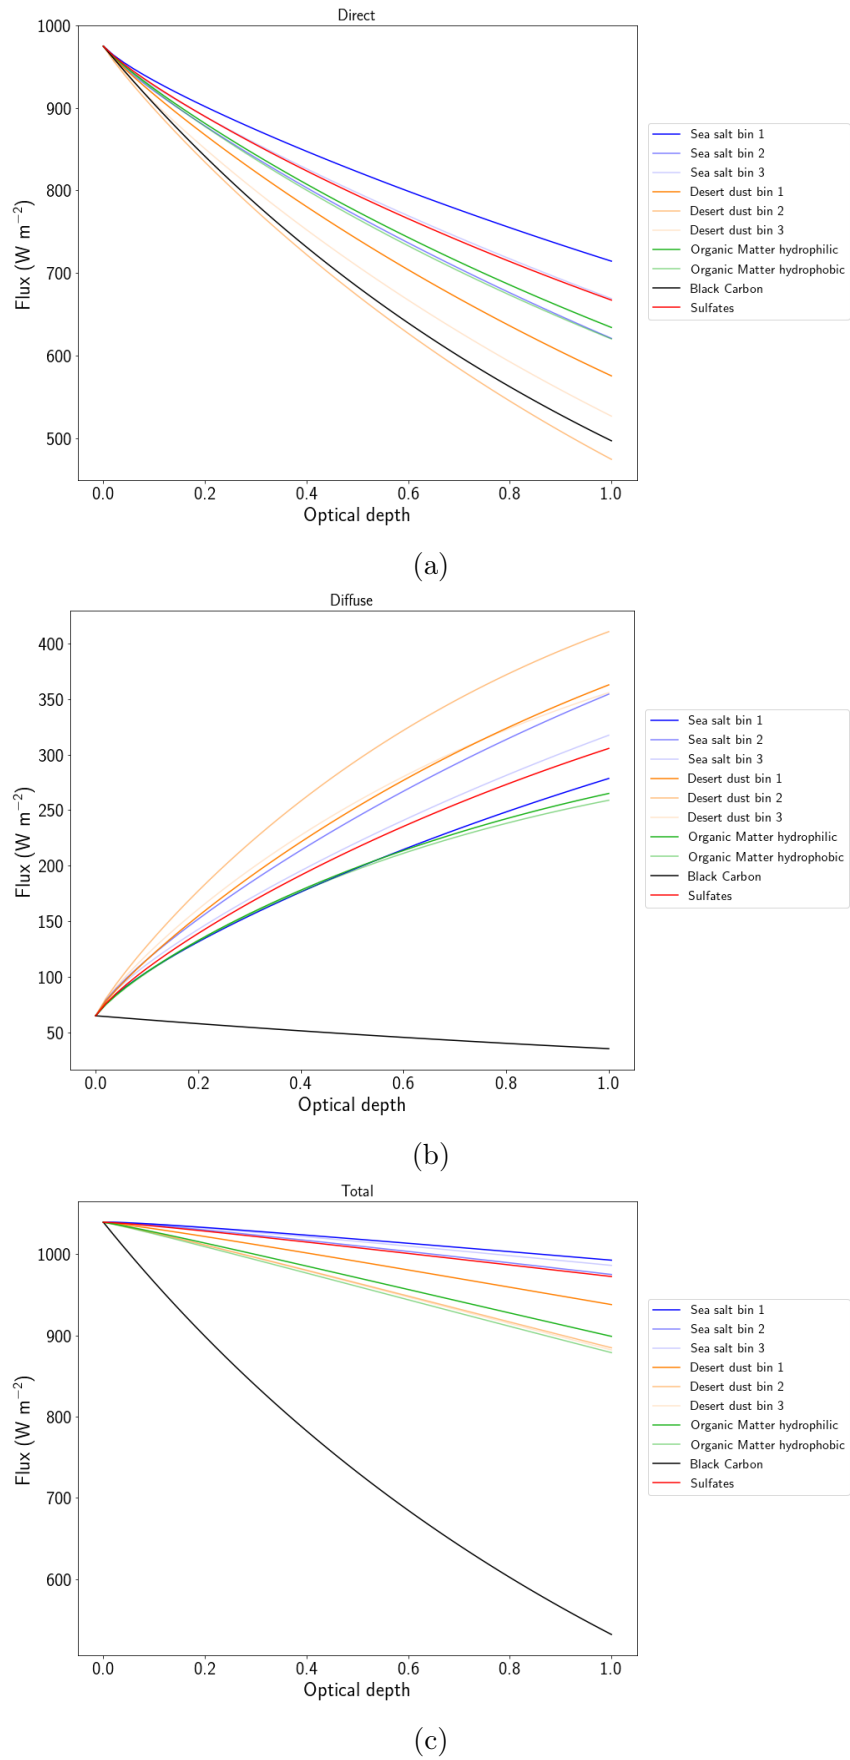 Direct
1000
900
800
700
600
500
Flux (W m⁻²)
0.0 0.2 0.4 0.6 0.8 1.0
Optical depth
Sea salt bin 1
Sea salt bin 2
Sea salt bin 3
Desert dust bin 1
Desert dust bin 2
Desert dust bin 3
Organic Matter hydrophilic
Organic Matter hydrophobic
Black Carbon
Sulfates
(a)
Diffuse
400
350
300
250
200
150
100
50
Flux (W m⁻²)
0.0 0.2 0.4 0.6 0.8 1.0
Optical depth
Sea salt bin 1
Sea salt bin 2
Sea salt bin 3
Desert dust bin 1
Desert dust bin 2
Desert dust bin 3
Organic Matter hydrophilic
Organic Matter hydrophobic
Black Carbon
Sulfates
(b)
Total
1000
900
800
700
600
Flux (W m⁻²)
0.0 0.2 0.4 0.6 0.8 1.0
Optical depth
Sea salt bin 1
Sea salt bin 2
Sea salt bin 3
Desert dust bin 1
Desert dust bin 2
Desert dust bin 3
Organic Matter hydrophilic
Organic Matter hydrophobic
Black Carbon
Sulfates
(c)